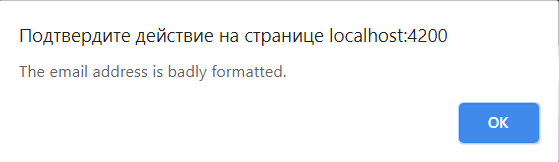 Подтвердите действие на странице localhost:4200
The email address is badly formatted.
OK